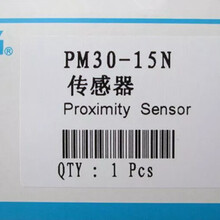 PM30-15N
传感器
Proximity Sensor
QTY : 1 Pcs